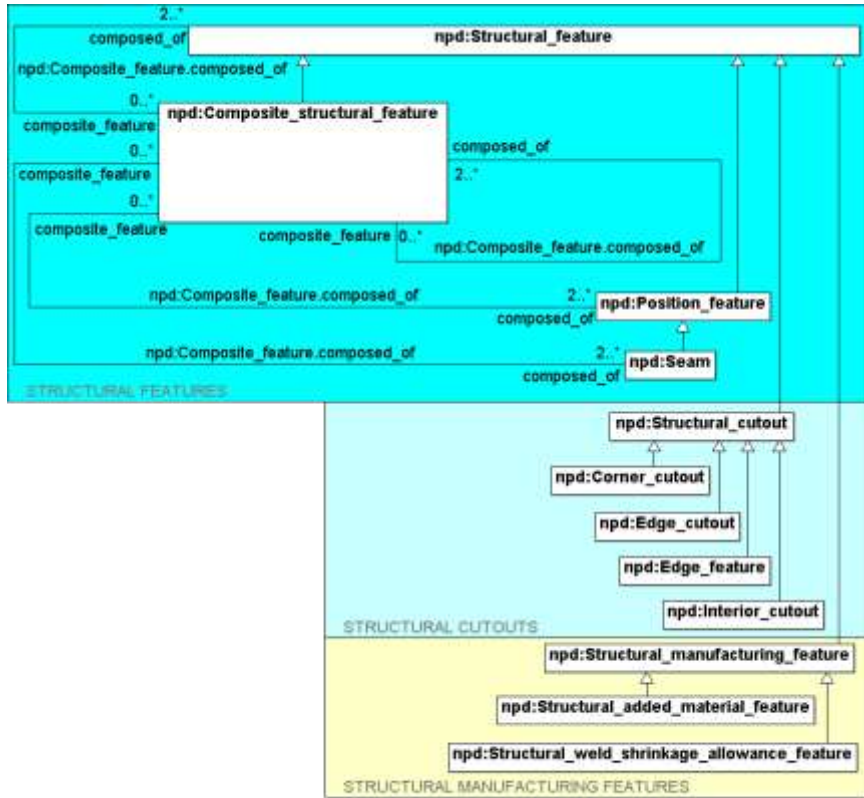 2..*
composed_of
npd:Structural_feature
npd:Composite_feature.composed_of
0..*
npd:Composite_structural_feature
composite_feature
0..*
composed_of
composite_feature
2..*
0..*
composite_feature
composite_feature
0..*
npd:Composite_feature.composed_of
npd:Composite_feature.composed_of
2..*
npd:Position_feature
composed_of
npd:Composite_feature.composed_of
2..*
npd:Seam
composed_of
STRUCTURAL FEATURES
npd:Structural_cutout
npd:Corner_cutout
npd:Edge_cutout
npd:Edge_feature
npd:Interior_cutout
STRUCTURAL CUTOUTS
npd:Structural_manufacturing_feature
npd:Structural_added_material_feature
npd:Structural_weld_shrinkage_allowance_feature
STRUCTURAL MANUFACTURING FEATURES